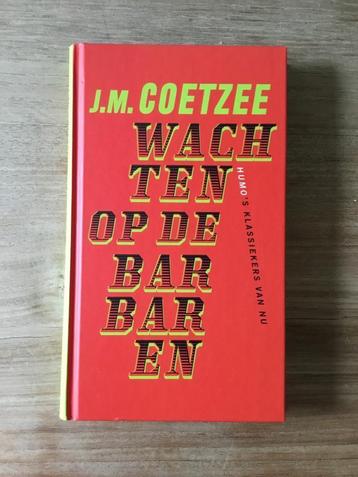 J.M. COETZEE
WACH
TEN
OP DE
BAR
BAR
EN
HUMO'S KLASSIEKERS VAN NU